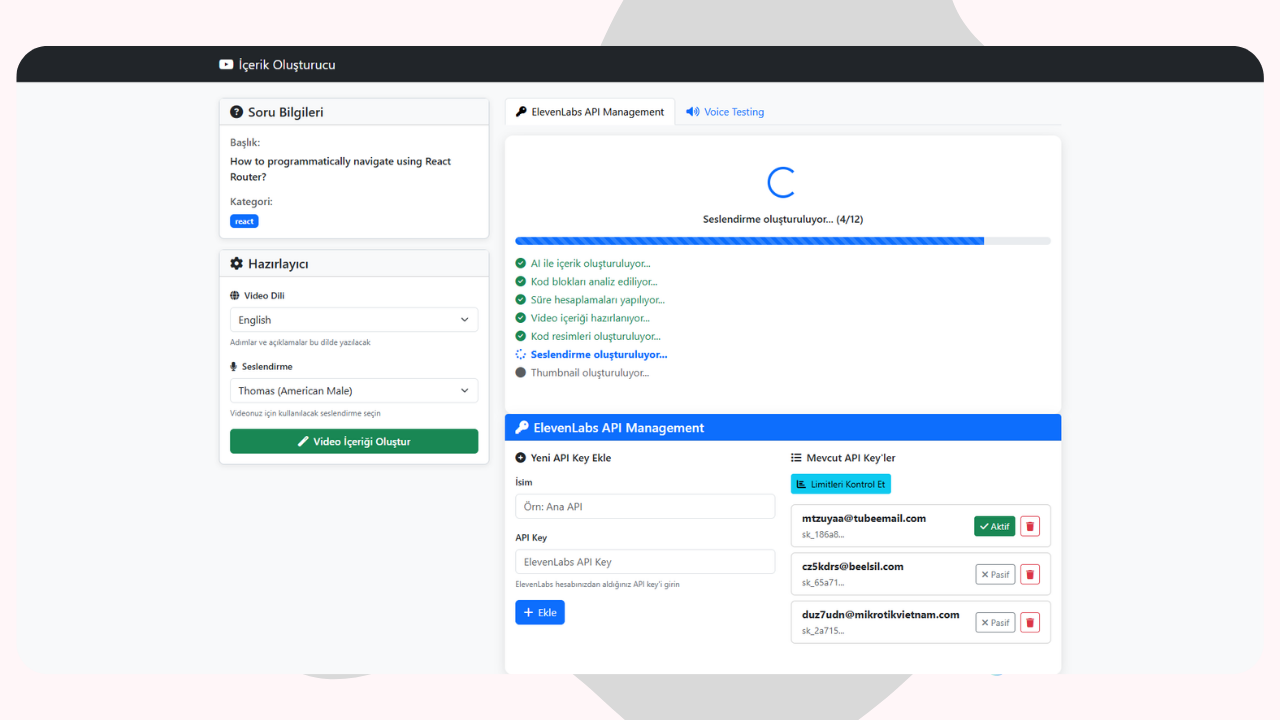 İçerik Oluşturucu
Soru Bilgileri
Başlık:
How to programmatically navigate using React
Router?
Kategori:
react
Hazırlayıcı
Video Dili
English
Adımlar ve açıklamalar bu dilde yazılacak
Seslendirme
Thomas (American Male)
Videonuz için kullanılacak seslendirme seçin
Video İçeriği Oluştur
ElevenLabs API Management
Voice Testing
Seslendirme oluşturuluyor... (4/12)
AI ile içerik oluşturuluyor...
Kod blokları analiz ediliyor...
Süre hesaplamaları yapılıyor...
Video içeriği hazırlanıyor...
Kod resimleri oluşturuluyor...
Seslendirme oluşturuluyor...
Thumbnail oluşturuluyor...
ElevenLabs API Management
Yeni API Key Ekle
İsim
Örn: Ana API
API Key
ElevenLabs API Key
ElevenLabs hesabınızdan aldığınız API key'i girin
+ Ekle
Mevcut API Key'ler
Limitleri Kontrol Et
mtzuyaa@tubeemail.com
sk_186a8...
Aktif
cz5kdrs@beelsil.com
sk_65a71...
Pasif
duz7udn@mikrotikvietnam.com
sk_2a715...
Pasif